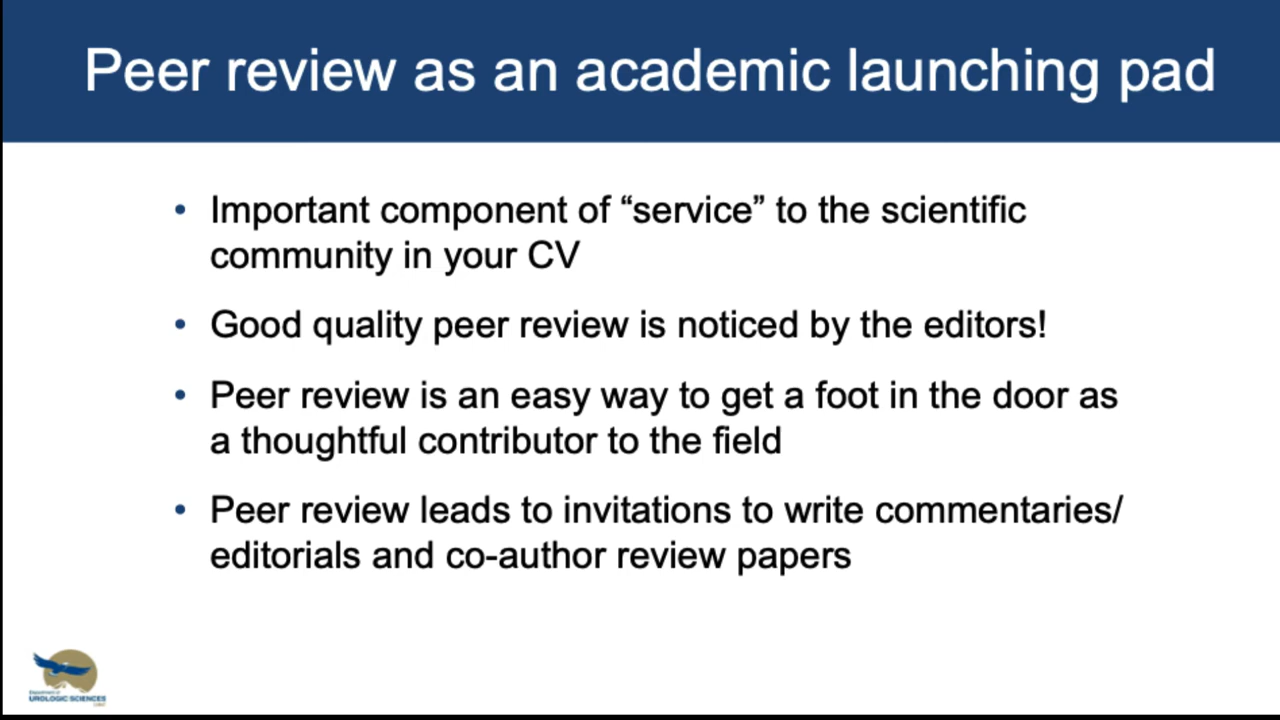 Peer review as an academic launching pad
• Important component of “service” to the scientific
community in your CV
• Good quality peer review is noticed by the editors!
• Peer review is an easy way to get a foot in the door as
a thoughtful contributor to the field
• Peer review leads to invitations to write commentaries/
editorials and co-author review papers
Department of
UROLOGIC SCIENCES